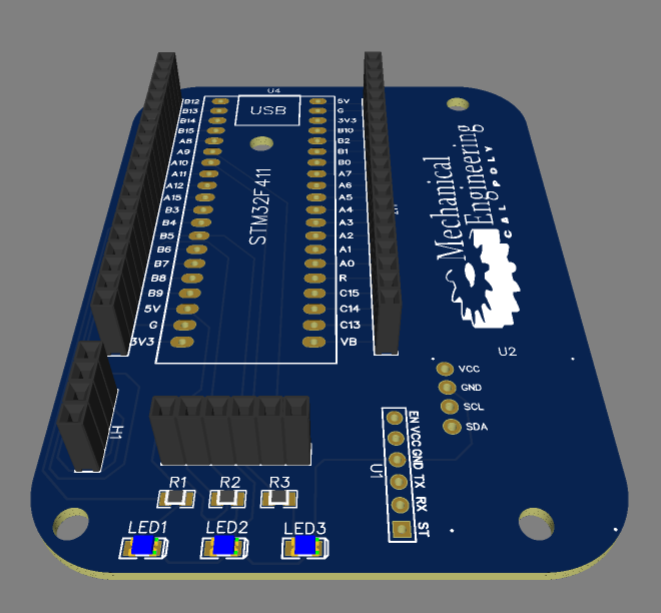 U4
USB
STM32F411
B12
B13
B14
B15
A8
A9
A10
A11
A12
A15
B3
B4
B5
B6
B7
B8
B9
5V
G
3V3
5V
G
3V3
B10
B2
B1
B0
A7
A6
A5
A4
A3
A2
A1
A0
R
C15
C14
C13
VB
Mechanical
Engineering
CAL POLY
U2
VCC
GND
SCL
SDA
H1
U1
EN
VCC
GND
TX
RX
ST
R1
R2
R3
LED1
LED2
LED3